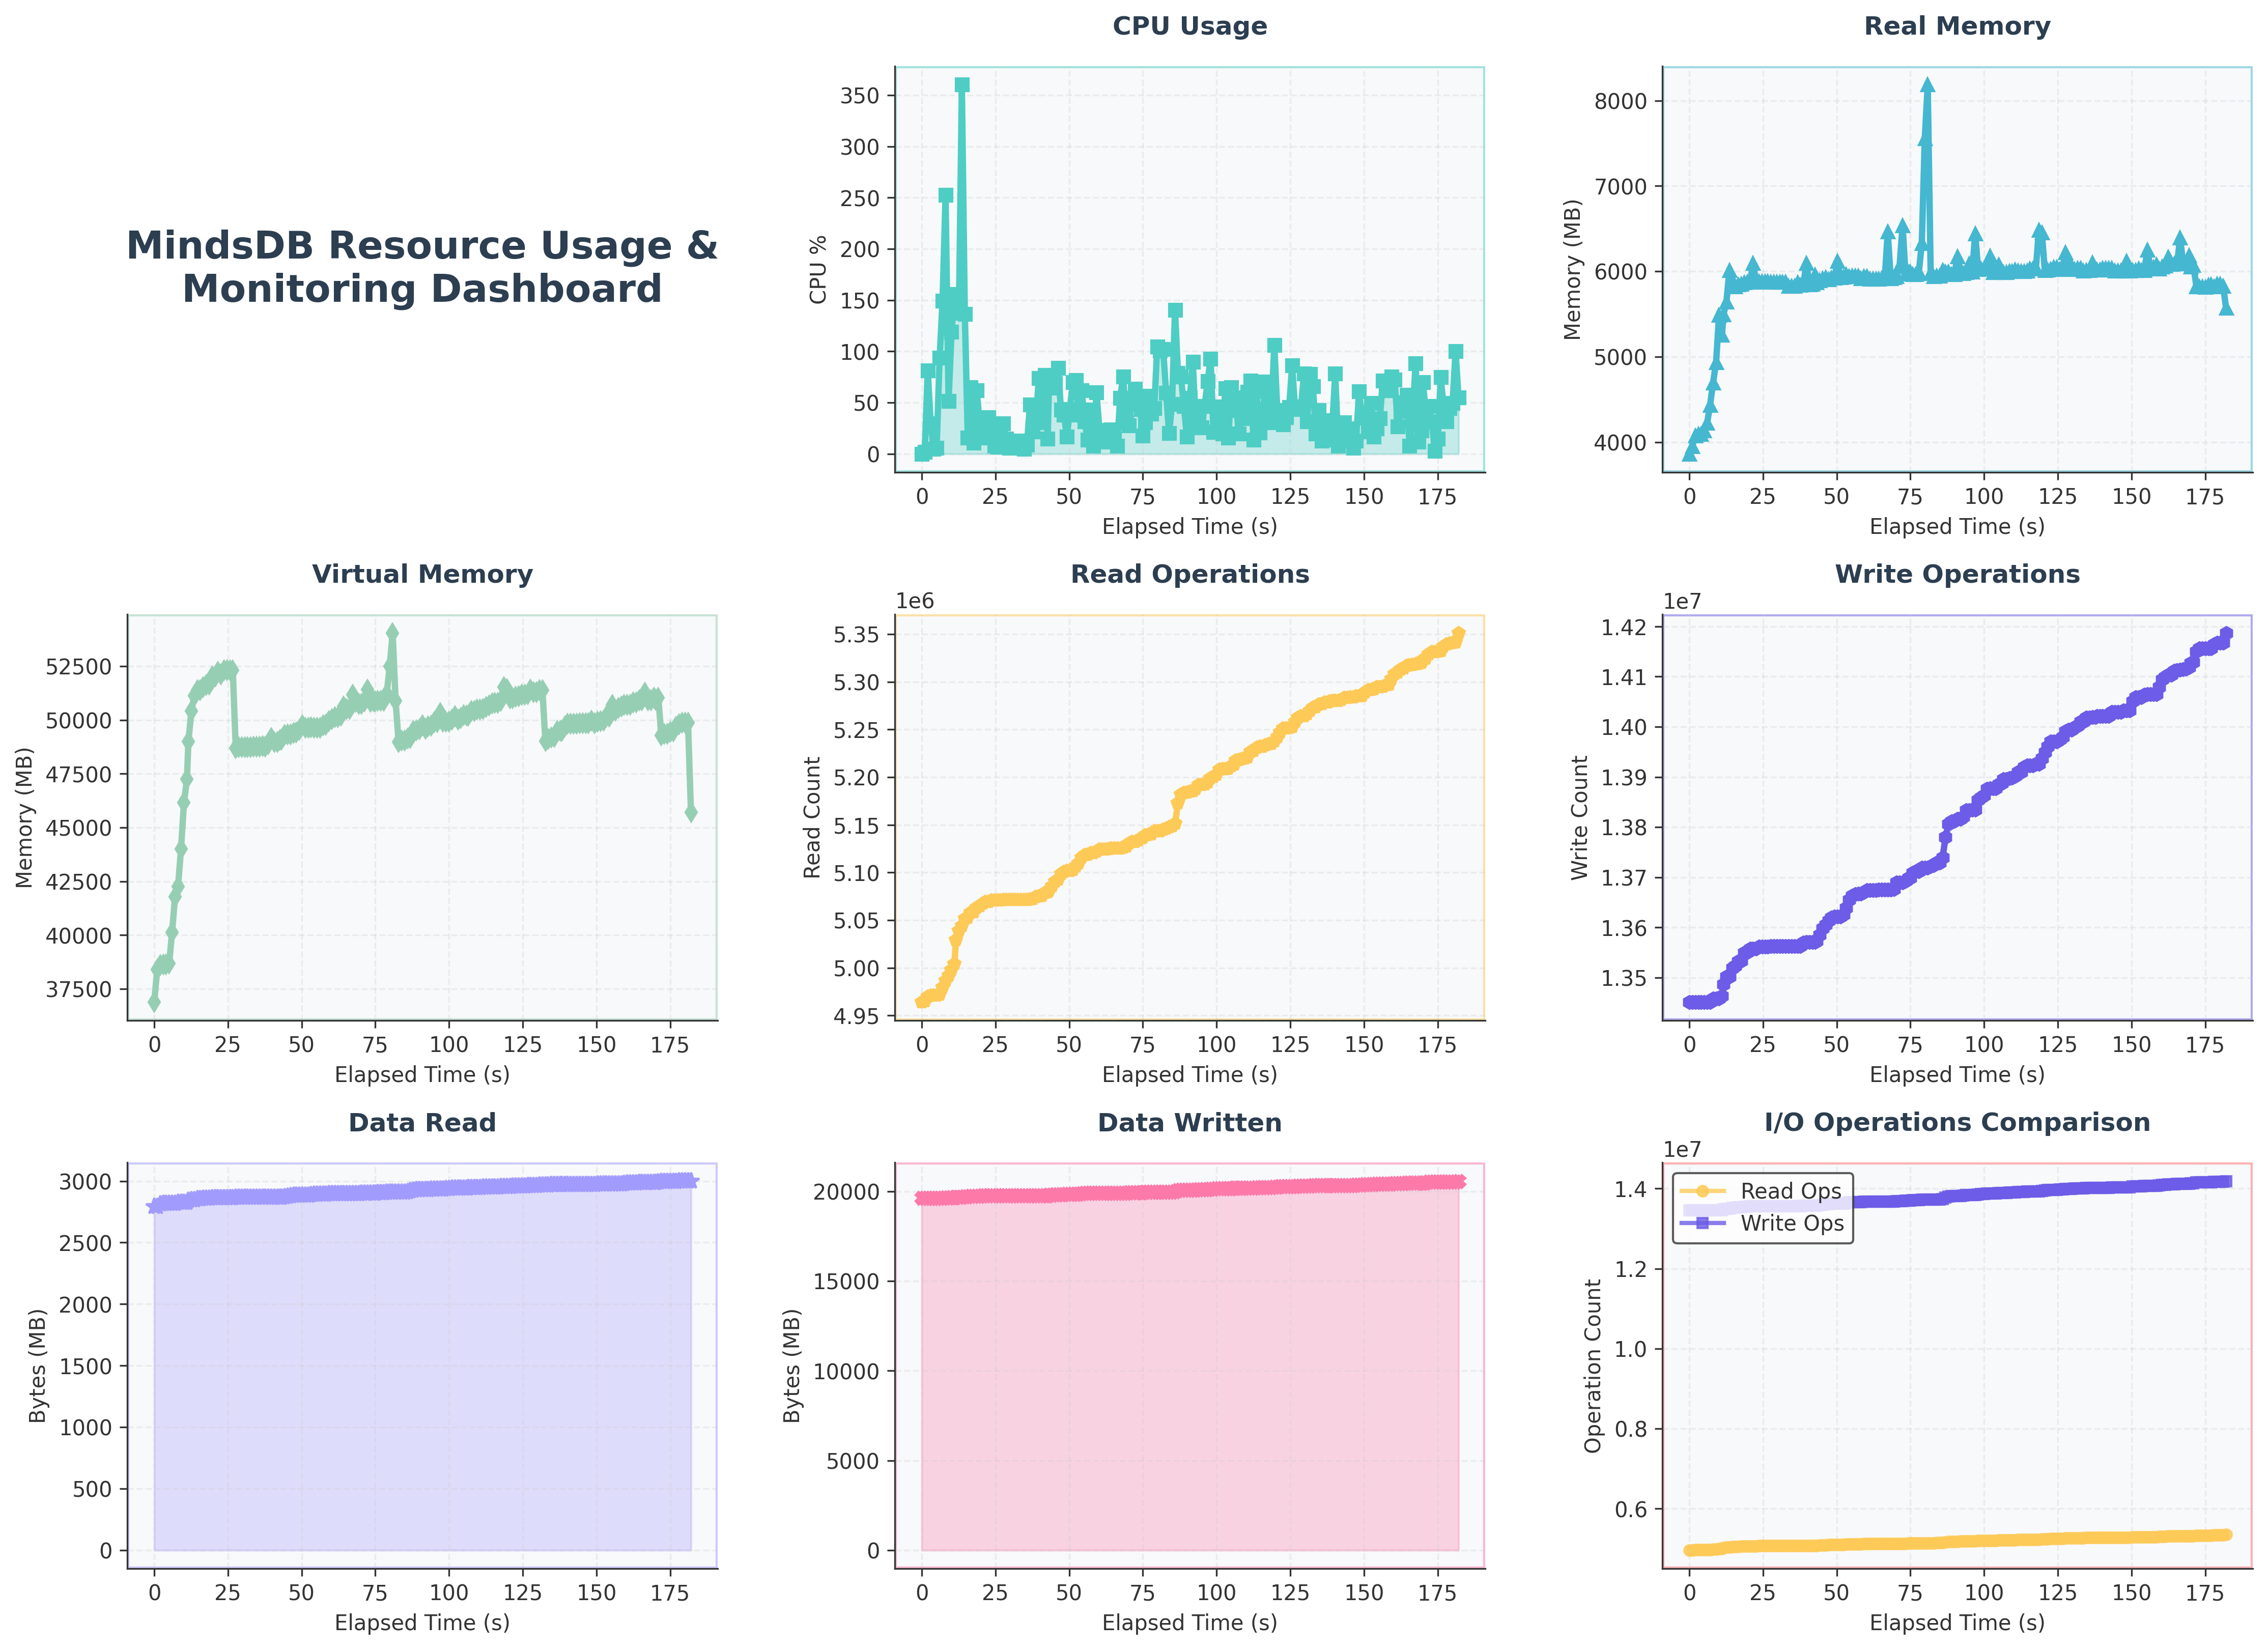 MindsDB Resource Usage &
Monitoring Dashboard
CPU Usage
CPU %
350
300
250
200
150
100
50
0
0 25 50 75 100 125 150 175
Elapsed Time (s)
Real Memory
Memory (MB)
8000
7000
6000
5000
4000
0 25 50 75 100 125 150 175
Elapsed Time (s)
Virtual Memory
Memory (MB)
52500
50000
47500
45000
42500
40000
37500
0 25 50 75 100 125 150 175
Elapsed Time (s)
Read Operations
1e6
Read Count
5.35
5.30
5.25
5.20
5.15
5.10
5.05
5.00
4.95
0 25 50 75 100 125 150 175
Elapsed Time (s)
Write Operations
1e7
Write Count
1.42
1.41
1.40
1.39
1.38
1.37
1.36
1.35
0 25 50 75 100 125 150 175
Elapsed Time (s)
Data Read
Bytes (MB)
3000
2500
2000
1500
1000
500
0
0 25 50 75 100 125 150 175
Elapsed Time (s)
Data Written
Bytes (MB)
20000
15000
10000
5000
0
0 25 50 75 100 125 150 175
Elapsed Time (s)
I/O Operations Comparison
1e7
Operation Count
Read Ops
Write Ops
1.4
1.2
1.0
0.8
0.6
0 25 50 75 100 125 150 175
Elapsed Time (s)